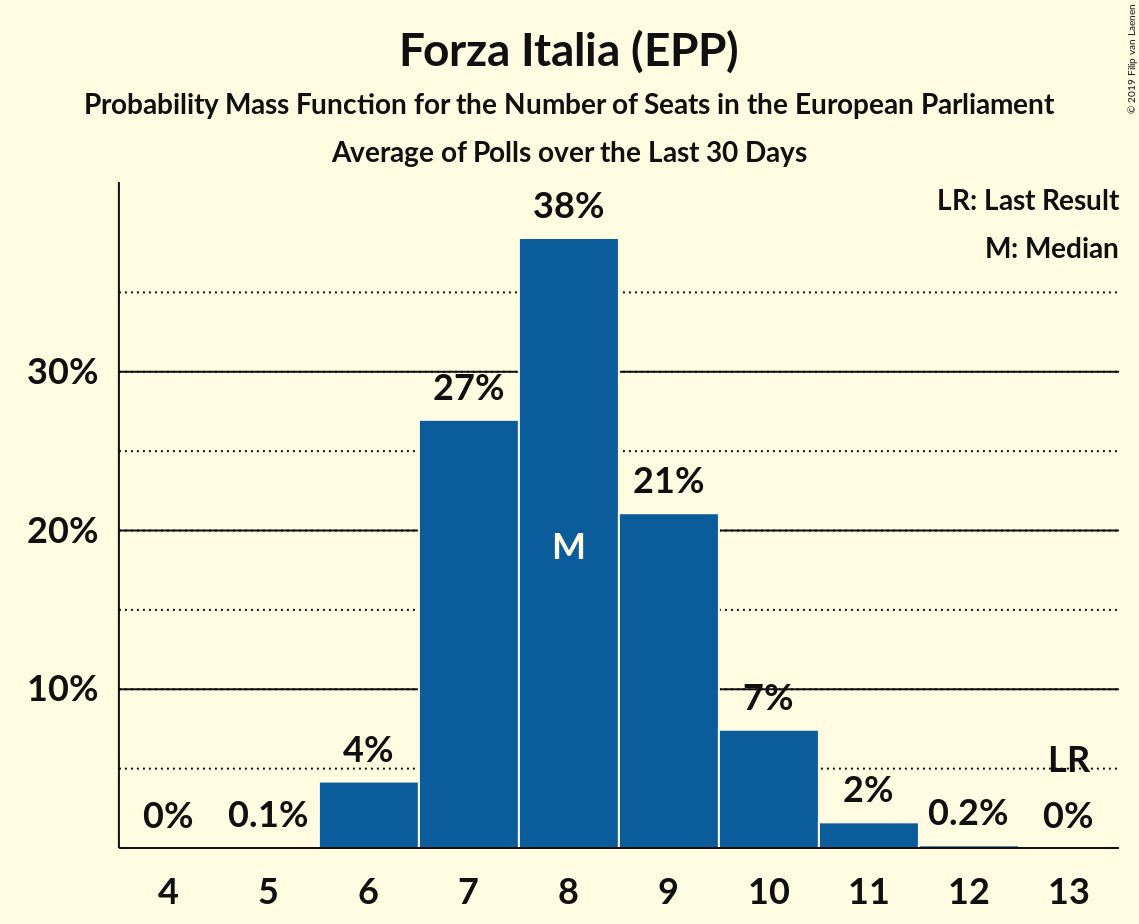 Forza Italia (EPP)
Probability Mass Function for the Number of Seats in the European Parliament
Average of Polls over the Last 30 Days
© 2019 Filip van Laenen
LR: Last Result
M: Median
38%
30%
27%
21%
20%
M
10%
7%
4%
LR
2%
0%
0.1%
0.2%
0%
4 5 6 7 8 9 10 11 12 13